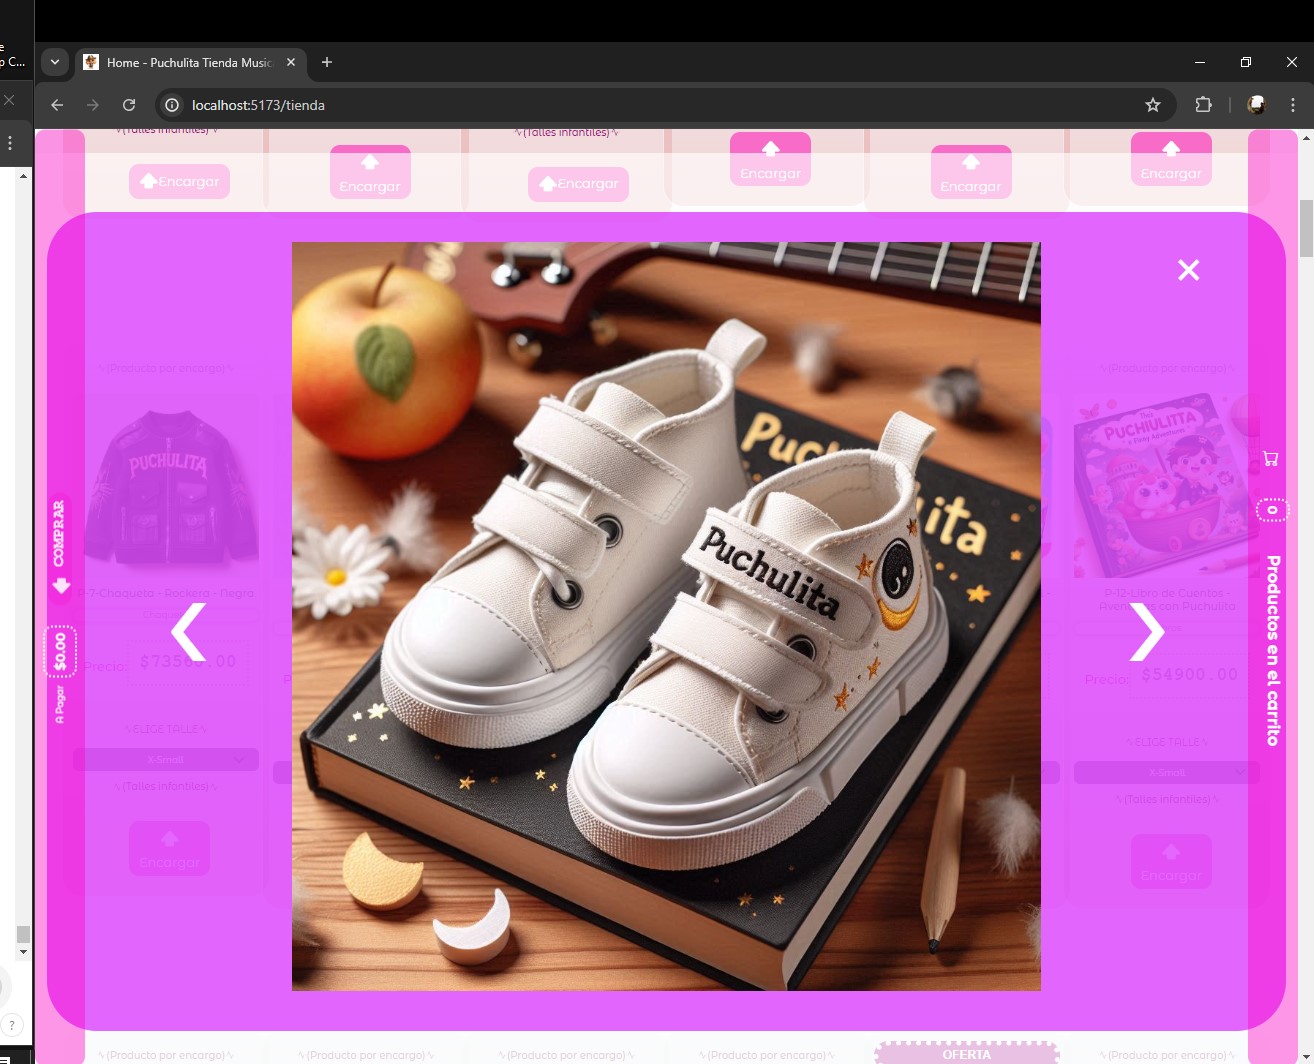 p C...
Home - Puchulita Tienda Music
localhost:5173/tienda
(Talles infantiles)
(Talles infantiles)
Encargar
Encargar
Encargar
Encargar
Encargar
Encargar
(Producto por encargo)
(Producto por encargo)
PUCHULITA
PUCHULITTA
Puchulita
COMPRAR
$0.00
A Pagar
0
Productos en el carrito
P-7-Chaqueta - Rockera - Negra
P-12-Libro de Cuentos -
Aventuras con Puchulita
Precio:
Precio:
$54900.00
ELIGE TALLE
ELIGE TALLE
X-Small
X-Small
(Talles infantiles)
(Talles infantiles)
Encargar
Encargar
?
(Producto por encargo)
(Producto por encargo)
(Producto por encargo)
(Producto por encargo)
OFERTA
(Producto por encargo)